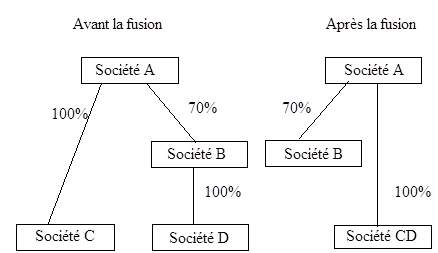 Avant la fusion
Après la fusion
Société A
Société A
100%
70%
70%
Société B
Société B
100%
100%
Société C
Société D
Société CD